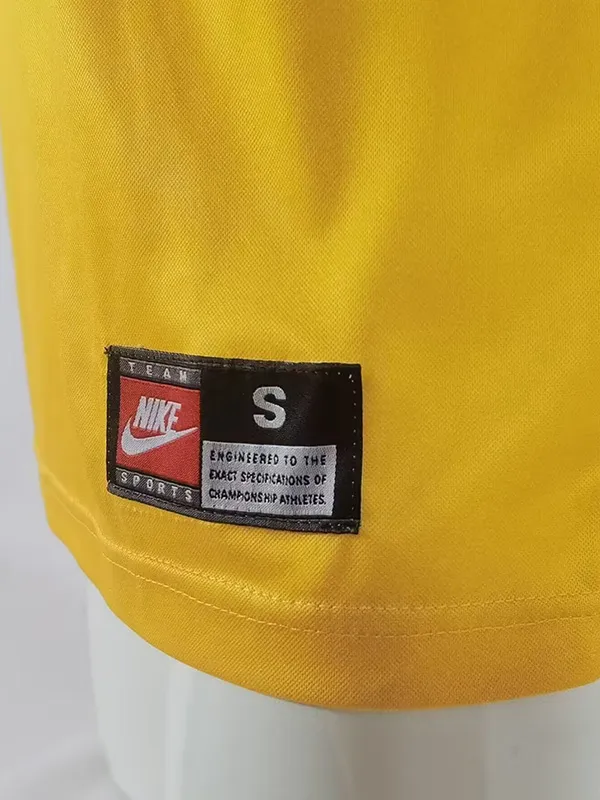 TEAM
NIKE
SPORTS
S
ENGINEERED TO THE
EXACT SPECIFICATIONS OF
CHAMPIONSHIP ATHLETES.